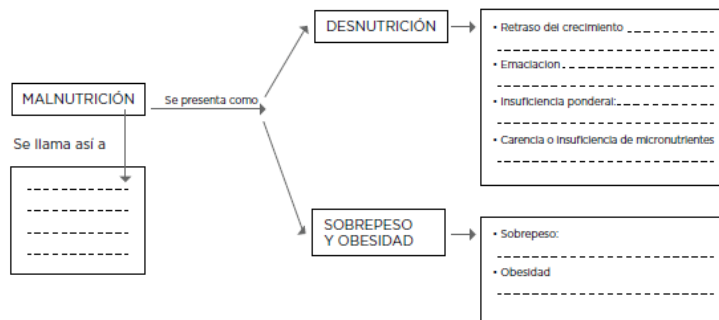 DESNUTRICIÓN
• Retraso del crecimiento
• Emaciacion
• Insuficiencia ponderal:
• Carencia o insuficiencia de micronutrientes
MALNUTRICIÓN
Se presenta como
Se llama así a
SOBREPESO
Y OBESIDAD
• Sobrepeso:
• Obesidad